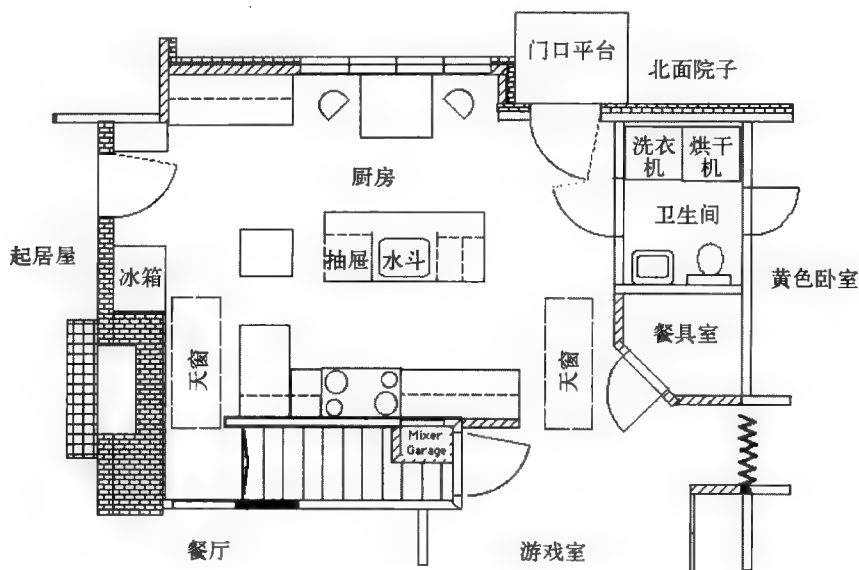 门口平台
北面院子
洗衣机
烘干机
厨房
卫生间
起居屋
冰箱
抽屉
水斗
黄色卧室
天窗
天窗
餐具室
Mixer
Garage
餐厅
游戏室